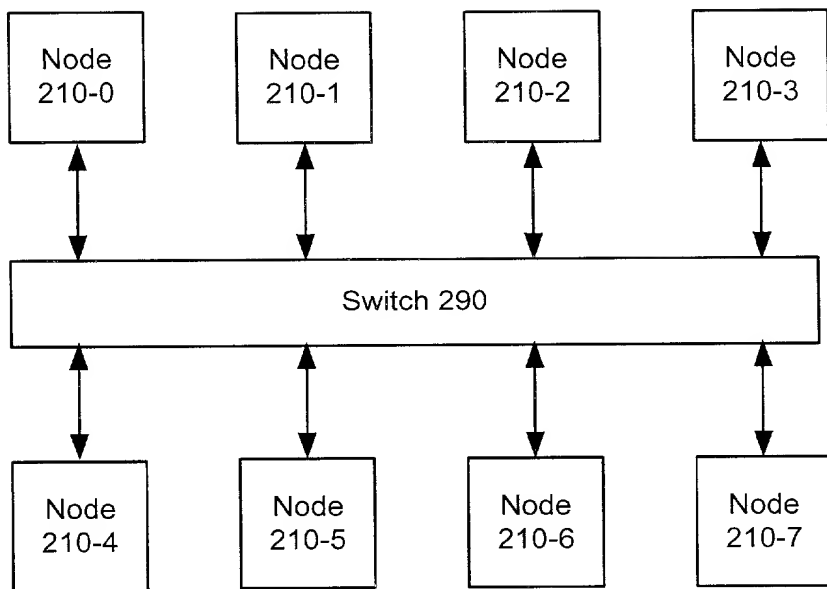 Node
210-0
Node
210-1
Node
210-2
Node
210-3
Switch 290
Node
210-4
Node
210-5
Node
210-6
Node
210-7